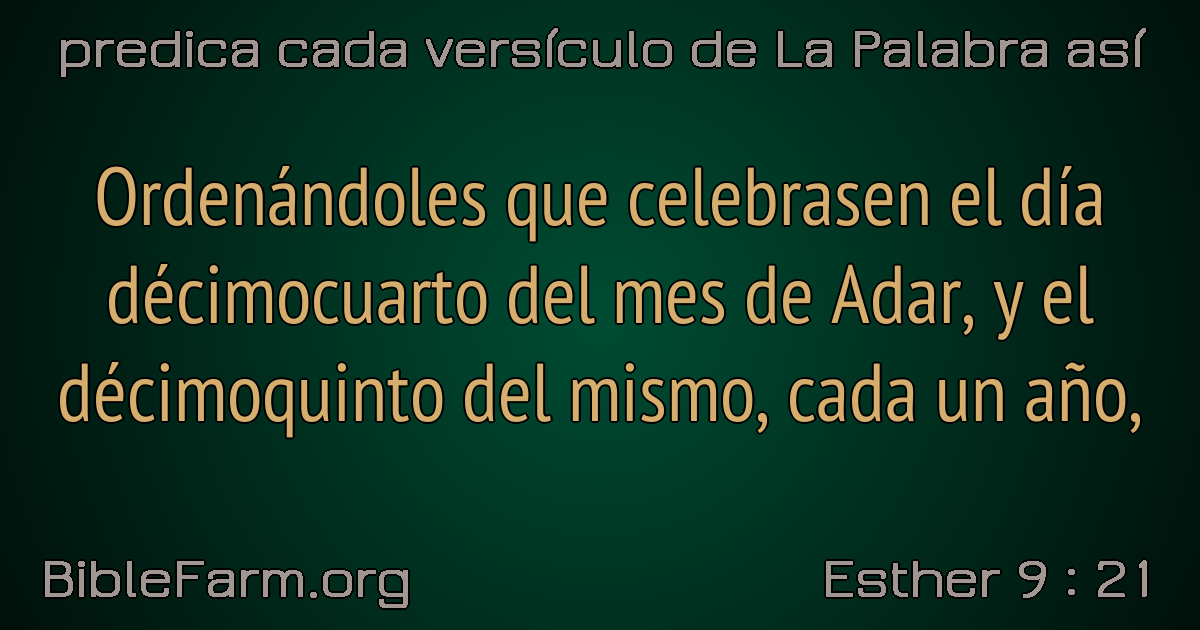 predica cada versículo de La Palabra así
Ordenándoles que celebrasen el día
décimocuarto del mes de Adar, y el
décimoquinto del mismo, cada un año,
BibleFarm.org
Esther 9 : 21